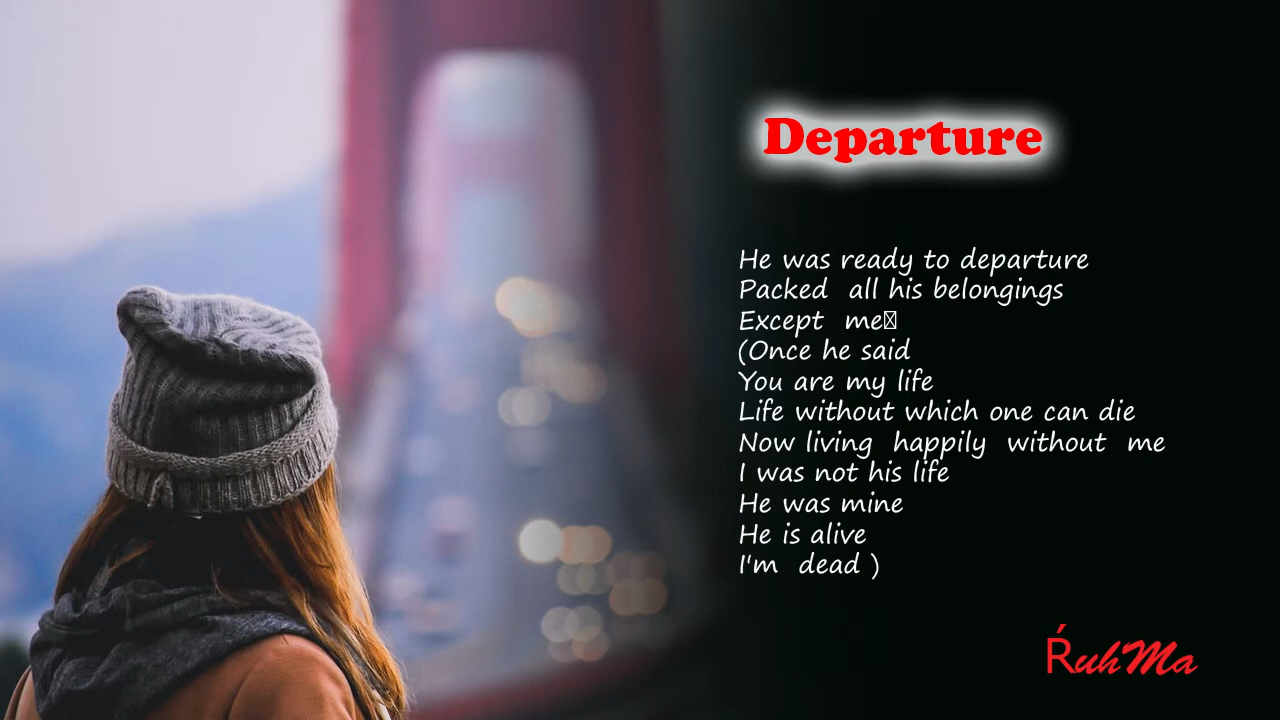 Departure
He was ready to departure
Packed all his belongings
Except me
(Once he said
You are my life
Life without which one can die
Now living happily without me
I was not his life
He was mine
He is alive
I'm dead )
ŔuhMa